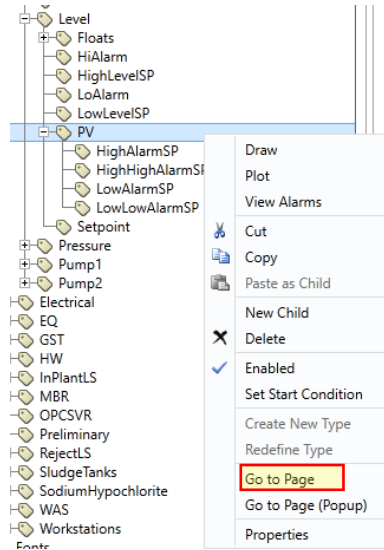 Level
Floats
HiAlarm
HighLevelSP
LoAlarm
LowLevelSP
PV
HighAlarmSP
HighHighAlarmSP
LowAlarmSP
LowLowAlarmSP
Setpoint
Pressure
Pump1
Pump2
Electrical
EQ
GST
HW
InPlantLS
MBR
OPCSVR
Preliminary
RejectLS
SludgeTanks
SodiumHypochlorite
WAS
Workstations
Fonts
Draw
Plot
View Alarms
Cut
Copy
Paste as Child
New Child
Delete
Enabled
Set Start Condition
Create New Type
Redefine Type
Go to Page
Go to Page (Popup)
Properties